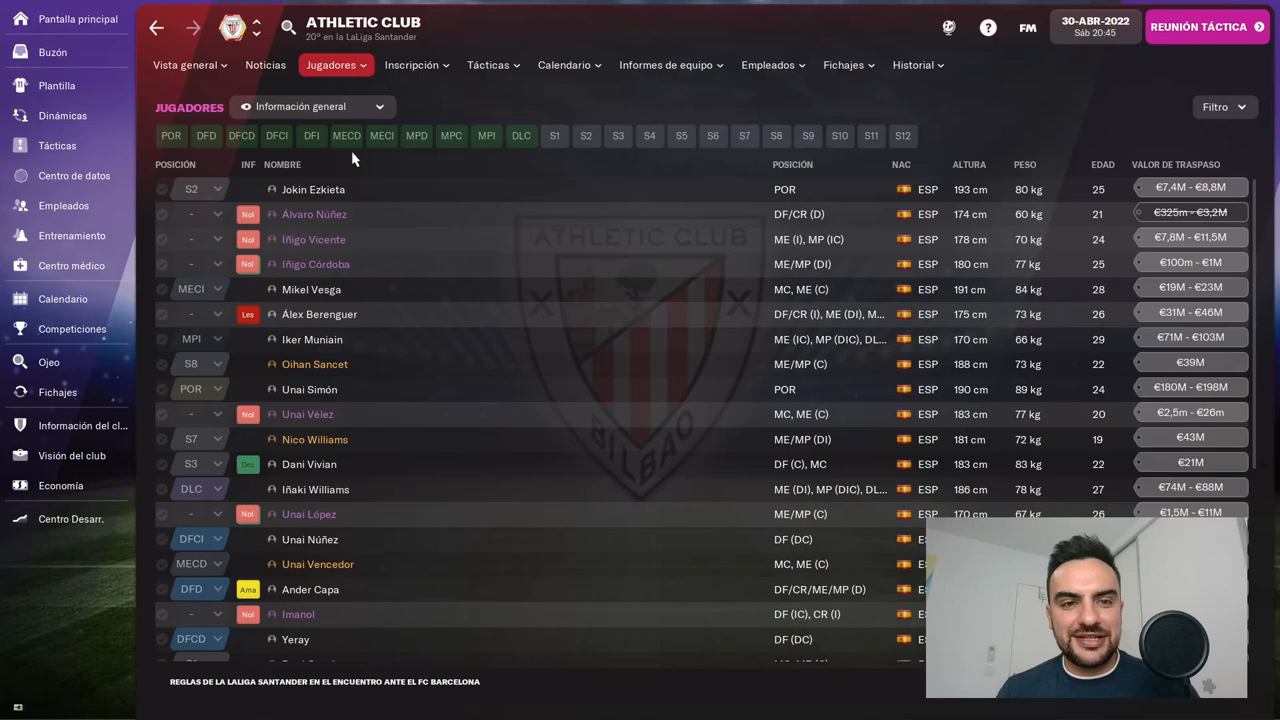 Pantalla principal
Buzón
Plantilla
Dinámicas
Tácticas
Centro de datos
Empleados
Entrenamiento
Centro médico
Calendario
Competiciones
Ojeo
Fichajes
Información del cl...
Visión del club
Economía
Centro Desarr.
ATHLETIC CLUB
20º en la LaLiga Santander
FM
30-ABR-2022
Sáb 20:45
REUNIÓN TÁCTICA
Vista general Noticias Jugadores Inscripción Tácticas Calendario Informes de equipo Empleados Fichajes Historial
JUGADORES Información general Filtro
POR DFD DFCD DFCI DFI MECD MECI MPD MPC MPI DLC S1 S2 S3 S4 S5 S6 S7 S8 S9 S10 S11 S12
POSICIÓN INF NOMBRE POSICIÓN NAC ALTURA PESO EDAD VALOR DE TRASPASO
S2 Jokin Ezkieta POR ESP 193 cm 80 kg 25 €7,4M - €8,8M
- Nol Álvaro Núñez DF/CR (D) ESP 174 cm 60 kg 21 €325m - €3,2M
- Nol Iñigo Vicente ME (I), MP (IC) ESP 178 cm 70 kg 24 €7,8M - €11,5M
- Nol Iñigo Córdoba ME/MP (DI) ESP 180 cm 77 kg 25 €100m - €1M
MECI Mikel Vesga MC, ME (C) ESP 191 cm 84 kg 28 €19M - €23M
- Les Álex Berenguer DF/CR (I), ME (DI), M... ESP 175 cm 73 kg 26 €31M - €46M
MPI Iker Muniain ME (IC), MP (DIC), DL... ESP 170 cm 66 kg 29 €71M - €103M
S8 Oihan Sancet ME/MP (C) ESP 188 cm 73 kg 22 €39M
POR Unai Simón POR ESP 190 cm 89 kg 24 €180M - €198M
- Nol Unai Vélez MC, ME (C) ESP 183 cm 77 kg 20 €2,5m - €26m
S7 Nico Williams ME/MP (DI) ESP 181 cm 72 kg 19 €43M
S3 Des Dani Vivian DF (C), MC ESP 183 cm 83 kg 22 €21M
DLC Iñaki Williams ME (DI), MP (DIC), DL... ESP 186 cm 78 kg 27 €74M - €88M
- Nol Unai López ME/MP (C) ESP 170 cm 67 kg 26 €1,5M - €11M
DFCI Unai Núñez DF (DC)
MECD Unai Vencedor MC, ME (C)
DFD Ama Ander Capa DF/CR/ME/MP (D)
- Nol Imanol DF (IC), CR (I)
DFCD Yeray DF (DC)
ATHLETIC CLUB
BILBAO
REGLAS DE LA LALIGA SANTANDER EN EL ENCUENTRO ANTE EL FC BARCELONA